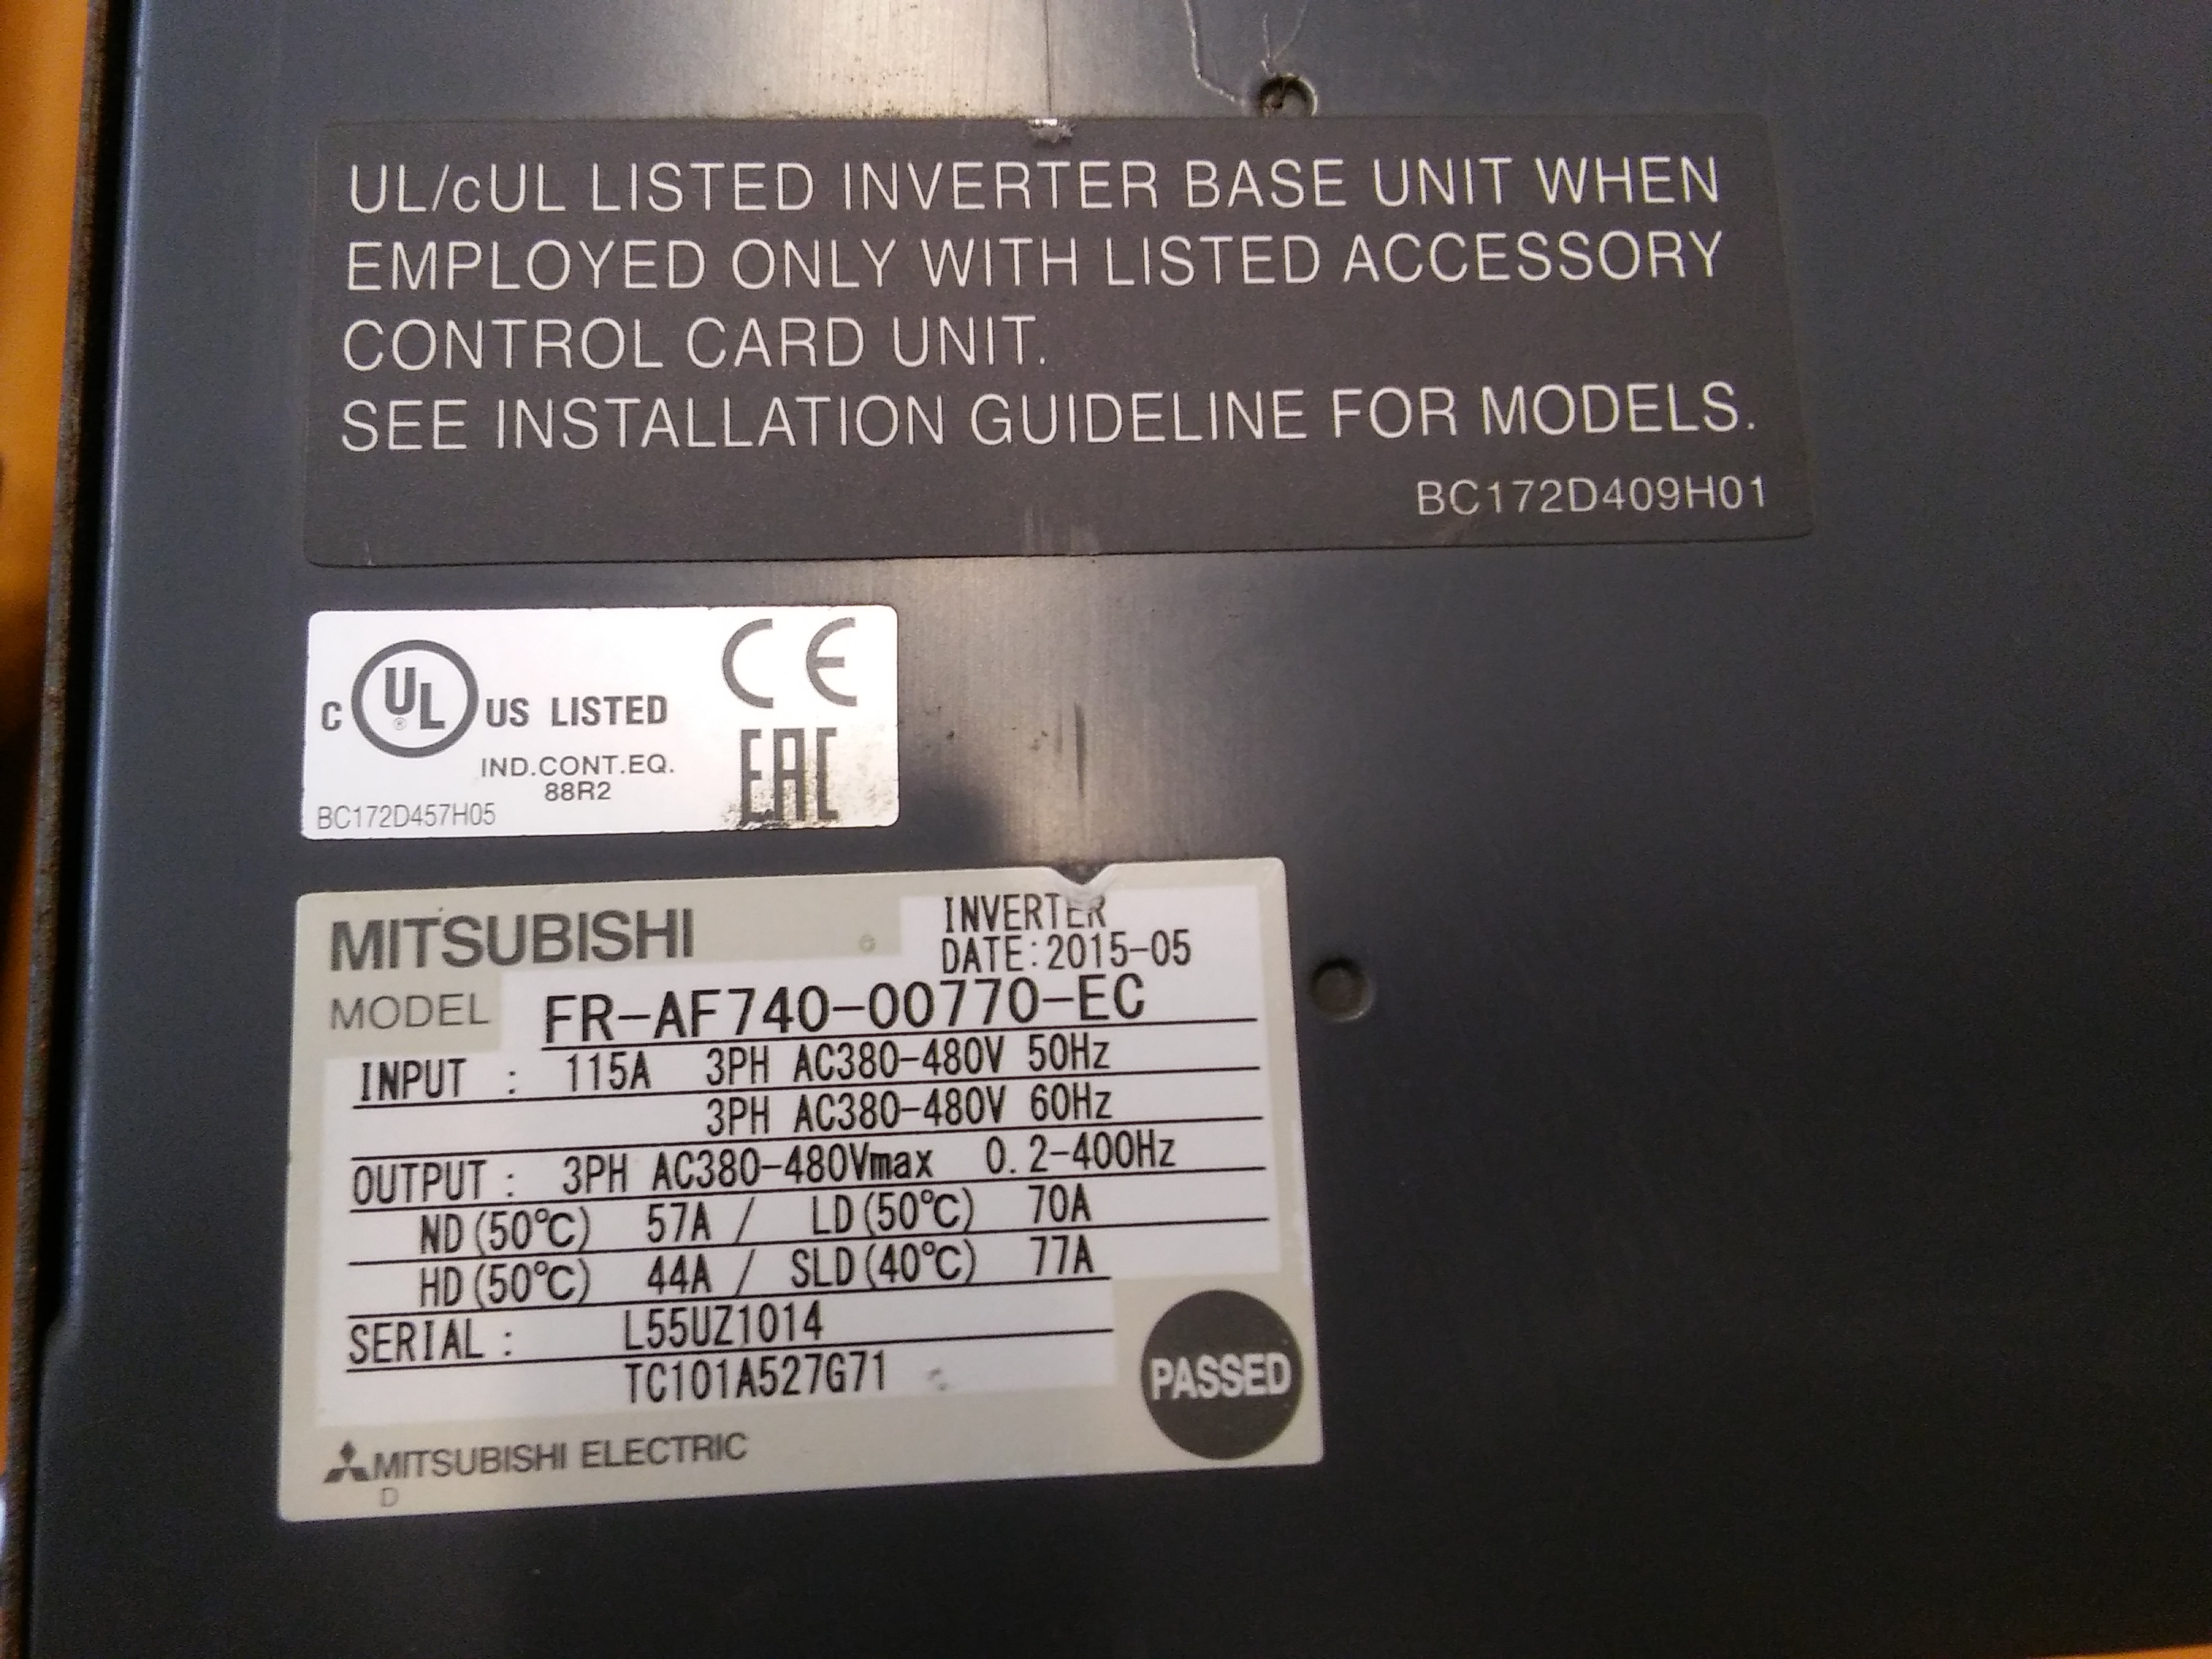 UL/cUL LISTED INVERTER BASE UNIT WHEN
EMPLOYED ONLY WITH LISTED ACCESSORY
CONTROL CARD UNIT.
SEE INSTALLATION GUIDELINE FOR MODELS.
BC172D409H01
C UL ® US LISTED
CE
IND.CONT.EQ.
88R2
EAC
BC172D457H05
MITSUBISHI
INVERTER
DATE:2015-05
MODEL FR-AF740-00770-EC
INPUT : 115A 3PH AC380-480V 50Hz
3PH AC380-480V 60Hz
OUTPUT : 3PH AC380-480Vmax 0.2-400Hz
ND(50℃) 57A / LD(50℃) 70A
HD(50℃) 44A / SLD(40℃) 77A
SERIAL : L55UZ1014
TC101A527G71
PASSED
MITSUBISHI ELECTRIC
D